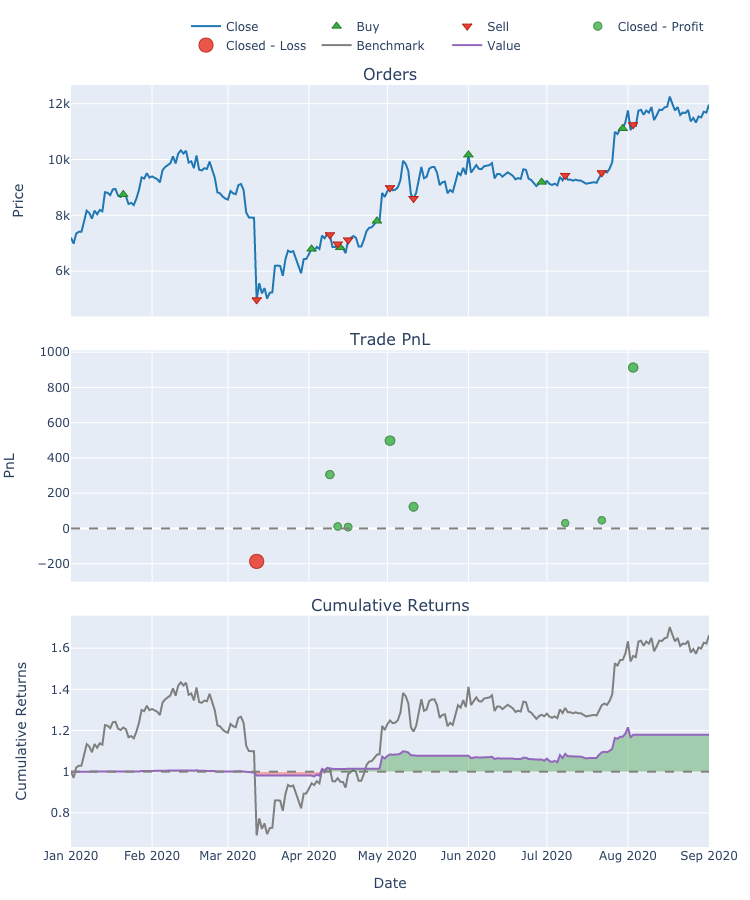 Close Buy Sell Closed - Profit
Closed - Loss Benchmark Value
Orders
12k
10k
8k
6k
Price
Trade PnL
1000
800
600
400
200
0
−200
PnL
Cumulative Returns
1.6
1.4
1.2
1
0.8
Cumulative Returns
Jan 2020 Feb 2020 Mar 2020 Apr 2020 May 2020 Jun 2020 Jul 2020 Aug 2020 Sep 2020
Date